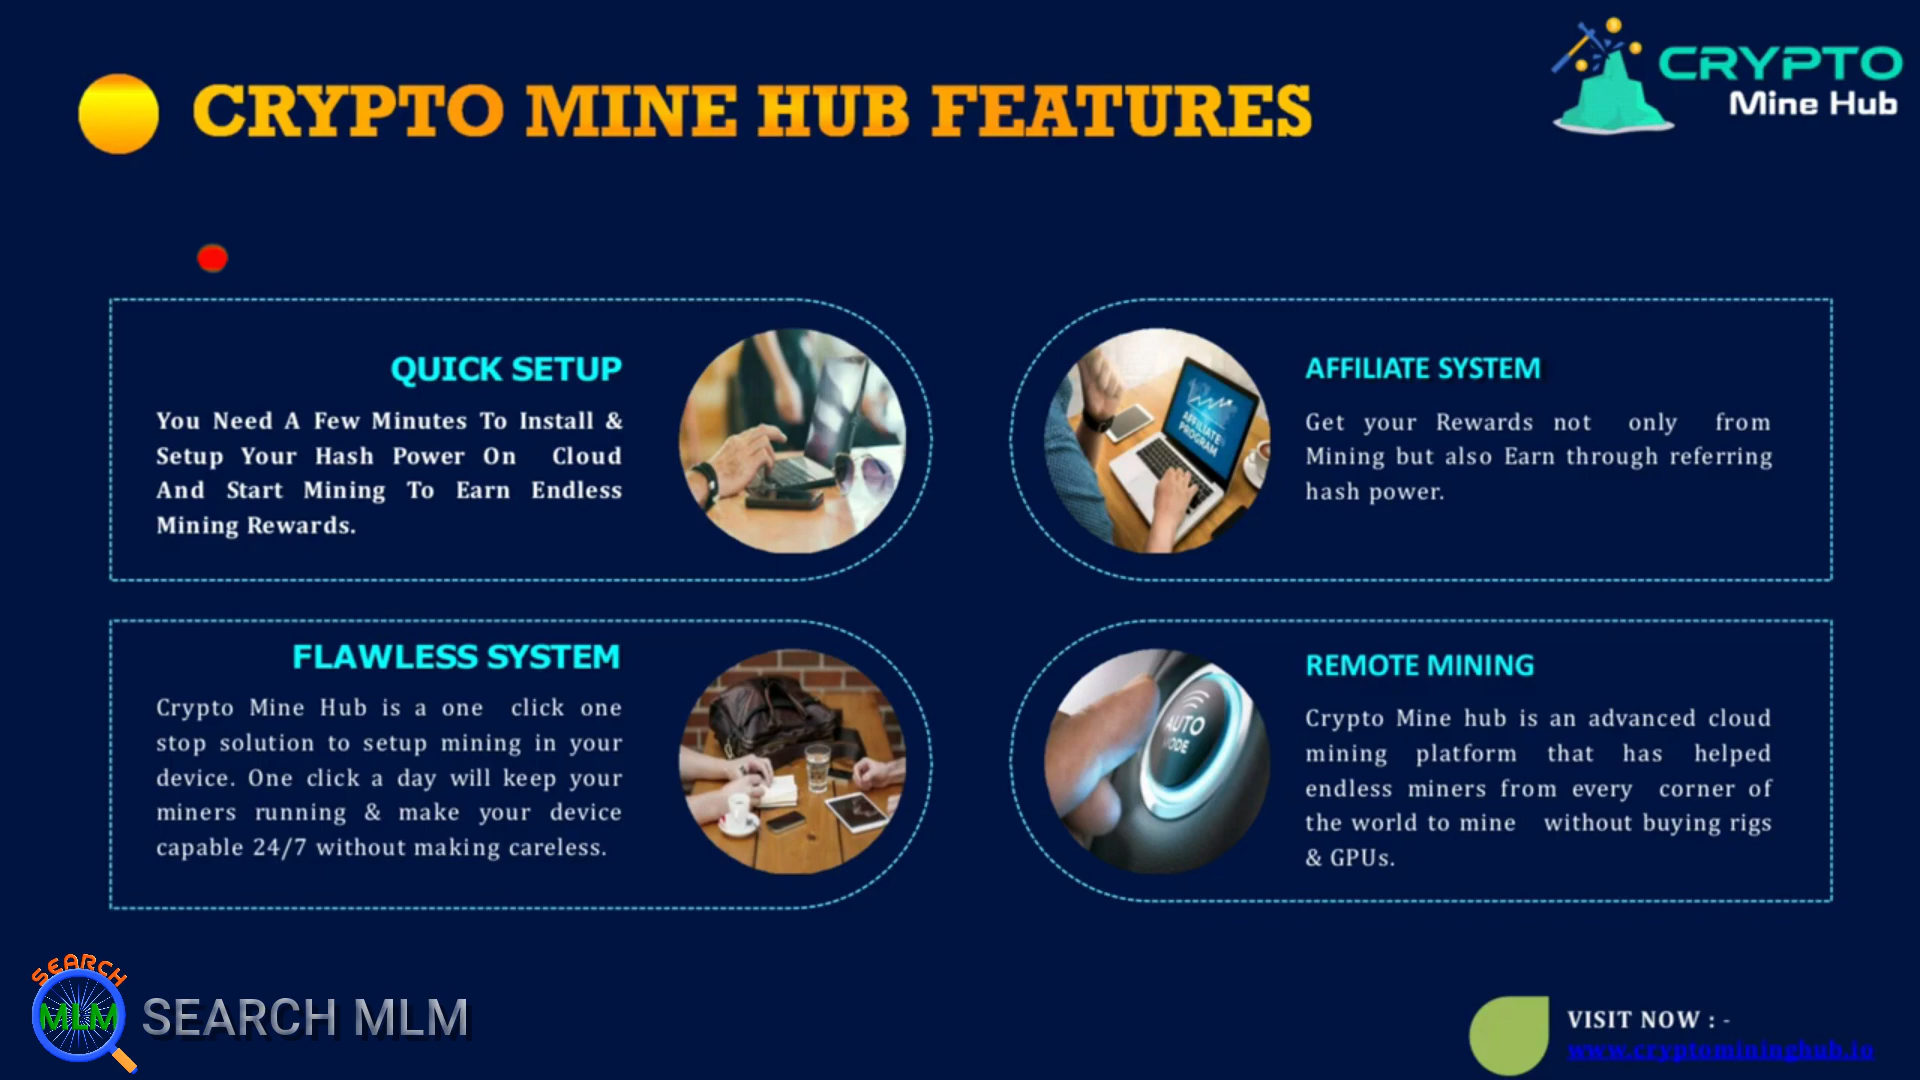 CRYPTO MINE HUB FEATURES
CRYPTO
Mine Hub
QUICK SETUP
You Need A Few Minutes To Install &
Setup Your Hash Power On Cloud
And Start Mining To Earn Endless
Mining Rewards.
AFFILIATE PROGRAM
AFFILIATE SYSTEM
Get your Rewards not only from
Mining but also Earn through referring
hash power.
FLAWLESS SYSTEM
Crypto Mine Hub is a one click one
stop solution to setup mining in your
device. One click a day will keep your
miners running & make your device
capable 24/7 without making careless.
AUTO
MODE
REMOTE MINING
Crypto Mine hub is an advanced cloud
mining platform that has helped
endless miners from every corner of
the world to mine without buying rigs
& GPUs.
SEARCH
MLM
SEARCH MLM
VISIT NOW : -
www.cryptomininghub.io